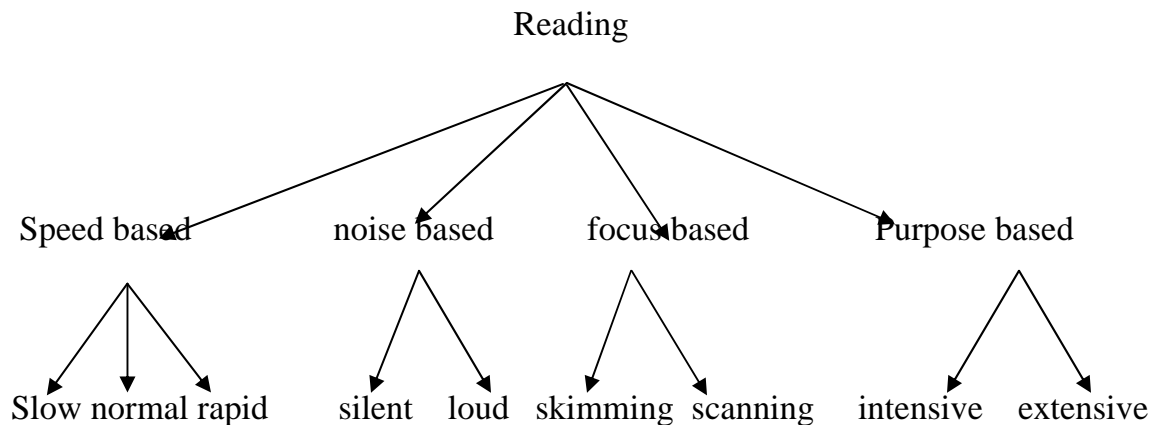 Reading
Speed based noise based focus based Purpose based
Slow normal rapid silent loud skimming scanning intensive extensive